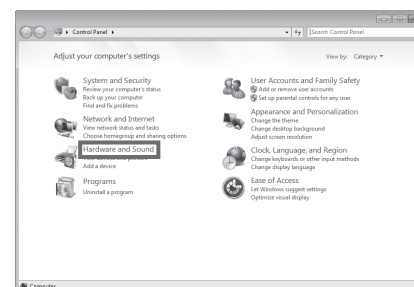 Control Panel
Search Control Panel
Adjust your computer's settings
View by: Category
System and Security
Review your computer's status
Back up your computer
Find and fix problems
Network and Internet
View network status and tasks
Choose homegroup and sharing options
Hardware and Sound
Add a device
Programs
Uninstall a program
User Accounts and Family Safety
Add or remove user accounts
Set up parental controls for any user
Appearance and Personalization
Change the theme
Change desktop background
Adjust screen resolution
Clock, Language, and Region
Change keyboards or other input methods
Change display language
Ease of Access
Let Windows suggest settings
Optimize visual display
Computer